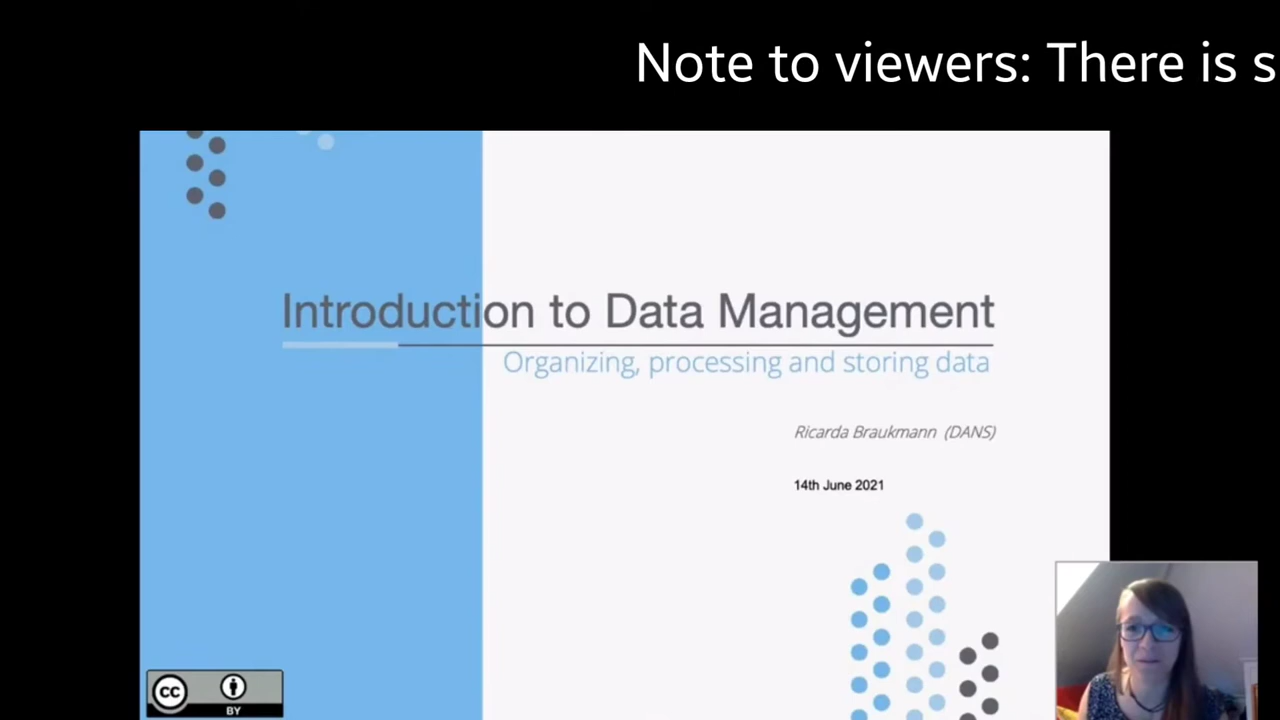 Note to viewers: There is s
Introduction to Data Management
Organizing, processing and storing data
Ricarda Braukmann (DANS)
14th June 2021
CC
BY